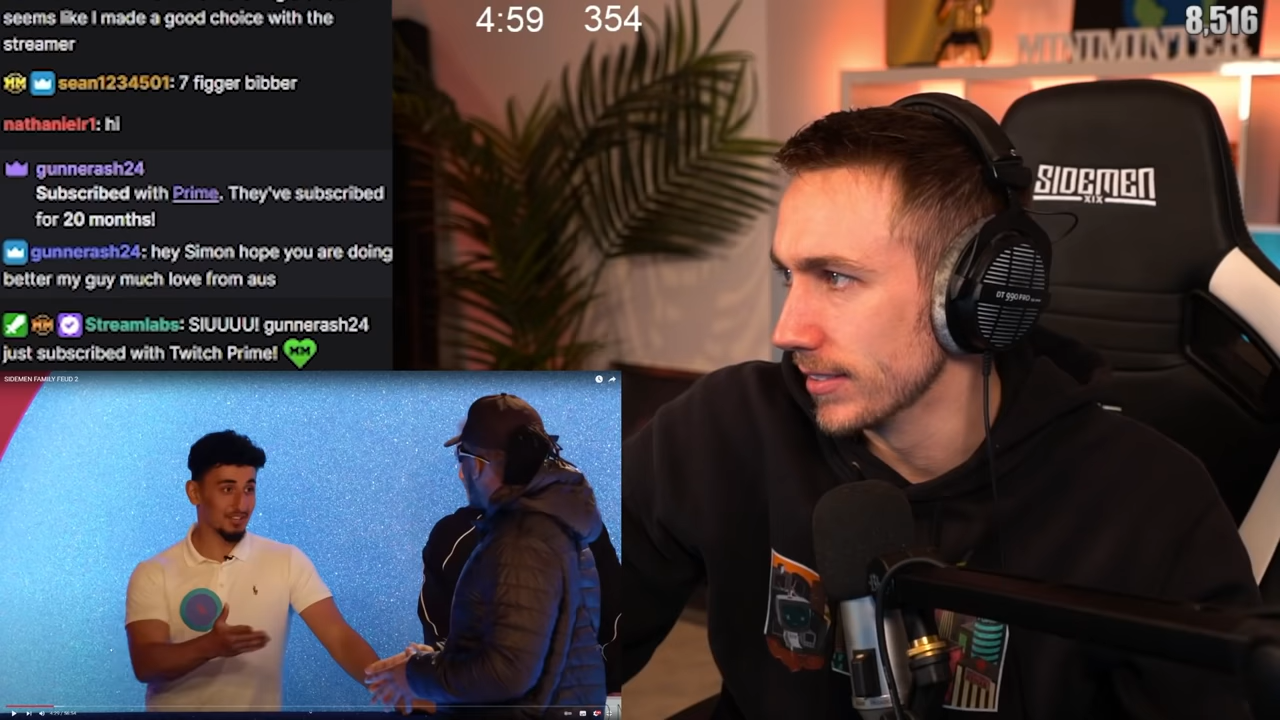 seems like I made a good choice with the
streamer
sean1234501: 7 figger bibber
nathanielr1: hi
gunnerash24
Subscribed with Prime. They've subscribed
for 20 months!
gunnerash24: hey Simon hope you are doing
better my guy much love from aus
Streamlabs: SIUUUU! gunnerash24
just subscribed with Twitch Prime! MM
4:59 354
8,516
MINIMINTER
SIDEMEN
XIX
DT 990 PRO
SIDEMEN FAMILY FEUD 2